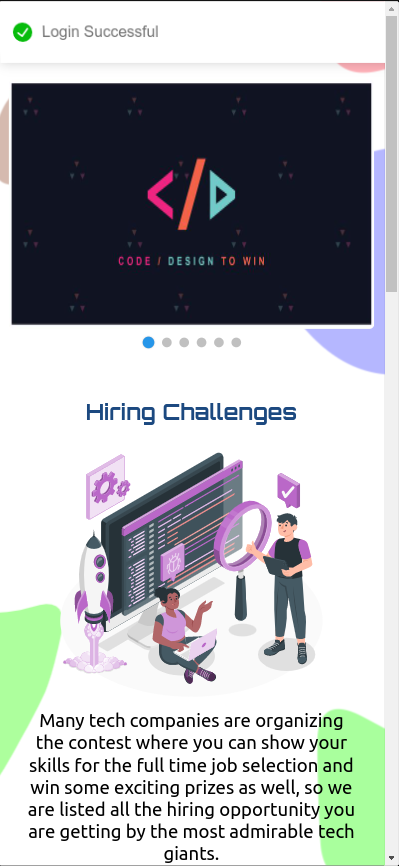 Login Successful
CODE / DESIGN TO WIN
Hiring Challenges
Many tech companies are organizing
the contest where you can show your
skills for the full time job selection and
win some exciting prizes as well, so we
are listed all the hiring opportunity you
are getting by the most admirable tech
giants.